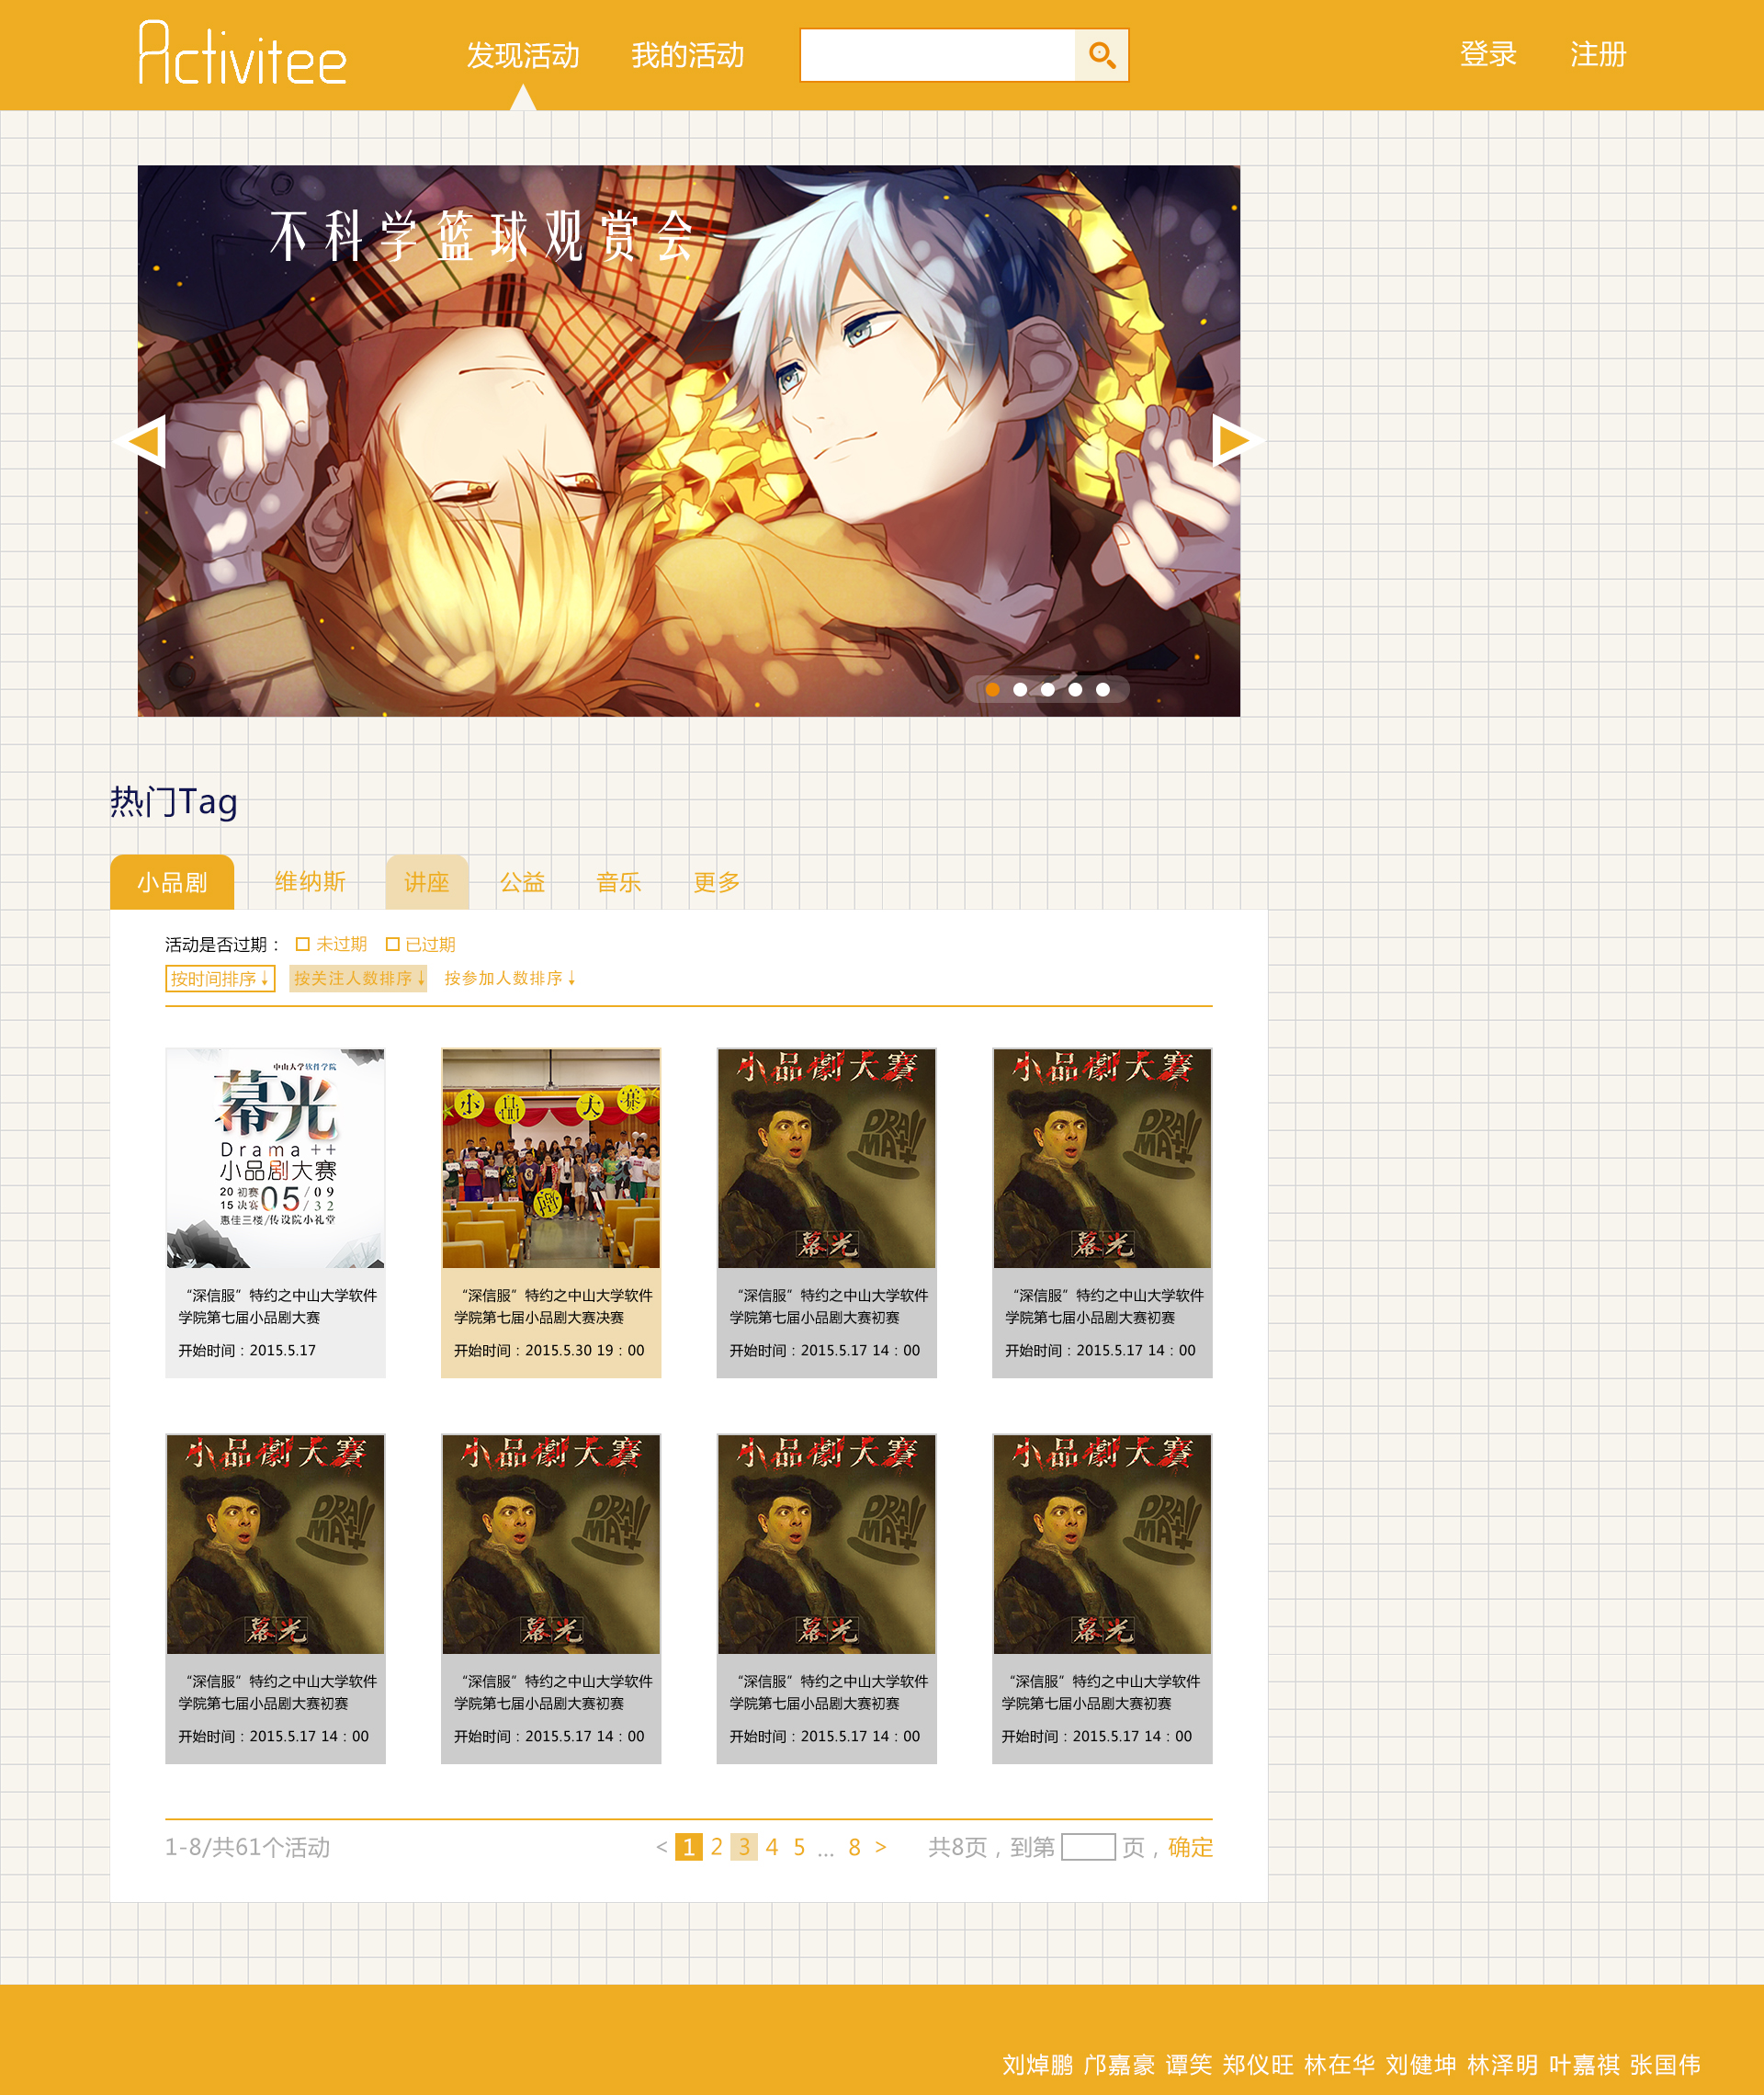 Activitee
发现活动 我的活动 登录 注册
不科学篮球观赏会
热门Tag
小品剧 维纳斯 讲座 公益 音乐 更多
活动是否过期： 未过期 已过期
按时间排序↓ 按关注人数排序↓ 按参加人数排序↓
中山大学软件学院
幕光
Drama ++
小品剧大赛
2015 初赛 05/09
决赛 05/32
惠佳三楼/传设院小礼堂
“深信服”特约之中山大学软件
学院第七届小品剧大赛
开始时间：2015.5.17
小品大赛
剧
“深信服”特约之中山大学软件
学院第七届小品剧大赛决赛
开始时间：2015.5.30 19：00
小品劇大赛
DRAMA++!!
幕光
“深信服”特约之中山大学软件
学院第七届小品剧大赛初赛
开始时间：2015.5.17 14：00
小品劇大赛
DRAMA++!!
幕光
“深信服”特约之中山大学软件
学院第七届小品剧大赛初赛
开始时间：2015.5.17 14：00
小品劇大赛
DRAMA++!!
幕光
“深信服”特约之中山大学软件
学院第七届小品剧大赛初赛
开始时间：2015.5.17 14：00
小品劇大赛
DRAMA++!!
幕光
“深信服”特约之中山大学软件
学院第七届小品剧大赛初赛
开始时间：2015.5.17 14：00
小品劇大赛
DRAMA++!!
幕光
“深信服”特约之中山大学软件
学院第七届小品剧大赛初赛
开始时间：2015.5.17 14：00
小品劇大赛
DRAMA++!!
幕光
“深信服”特约之中山大学软件
学院第七届小品剧大赛初赛
开始时间：2015.5.17 14：00
1-8/共61个活动 < 1 2 3 4 5 ... 8 > 共8页，到第 页，确定
刘焯鹏 邝嘉豪 谭笑 郑仪旺 林在华 刘健坤 林泽明 叶嘉祺 张国伟